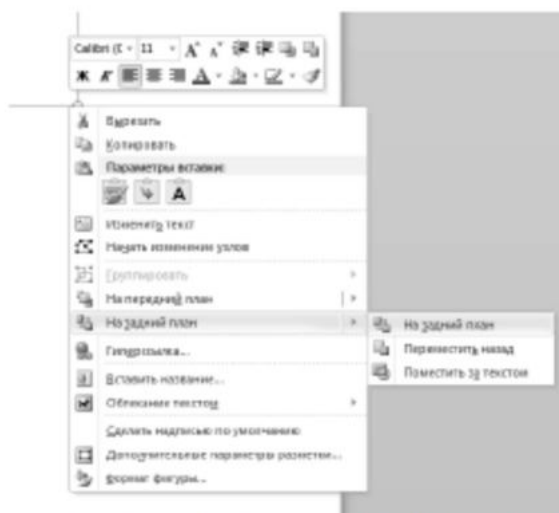 Calibri (С 11
Ж К А
Вырезать
Копировать
Параметры вставки:
А
Изменить текст
Начать изменение узлов
Группировать
На передний план
На задний план
На задний план
Переместить назад
Поместить за текстом
Гиперссылка...
Вставить название...
Обтекание текстом
Сделать надписью по умолчанию
Дополнительные параметры разметки...
Формат фигуры...